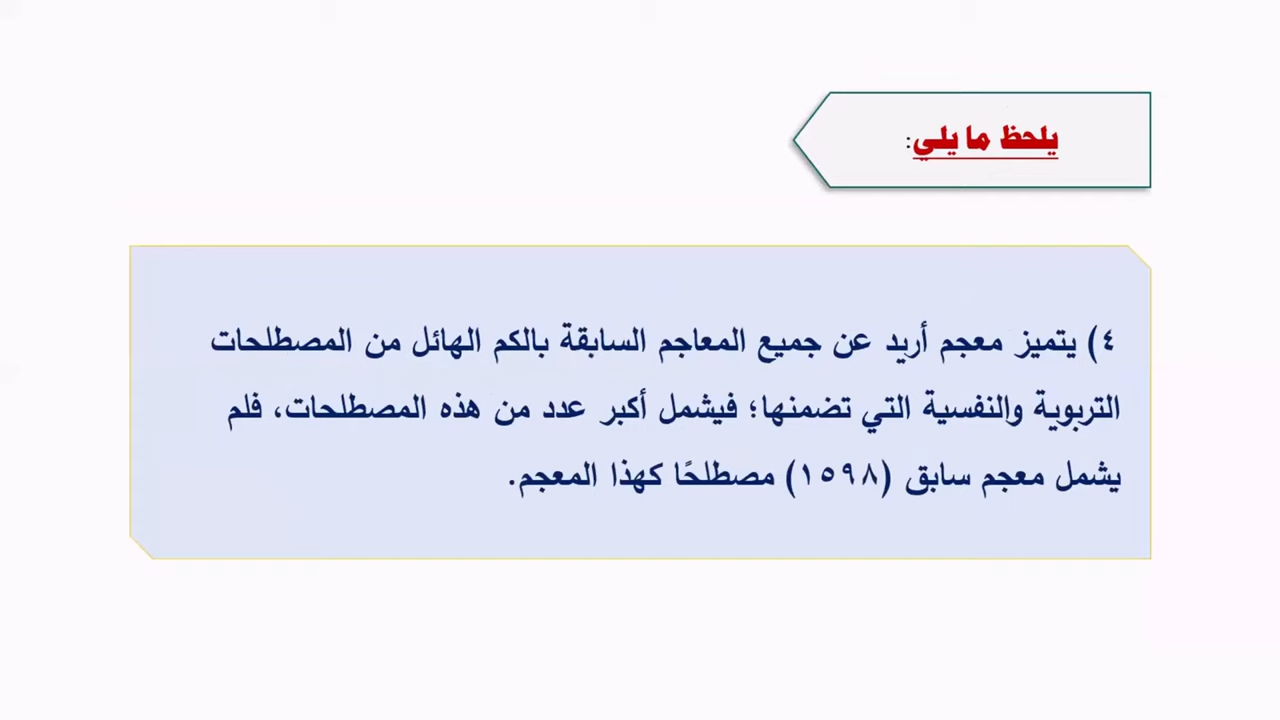 يلحظ ما يلي:
٤) يتميز معجم أريد عن جميع المعاجم السابقة بالكم الهائل من المصطلحات
التربوية والنفسية التي تضمنها؛ فيشمل أكبر عدد من هذه المصطلحات، فلم
يشمل معجم سابق (١٥٩٨) مصطلحًا كهذا المعجم.